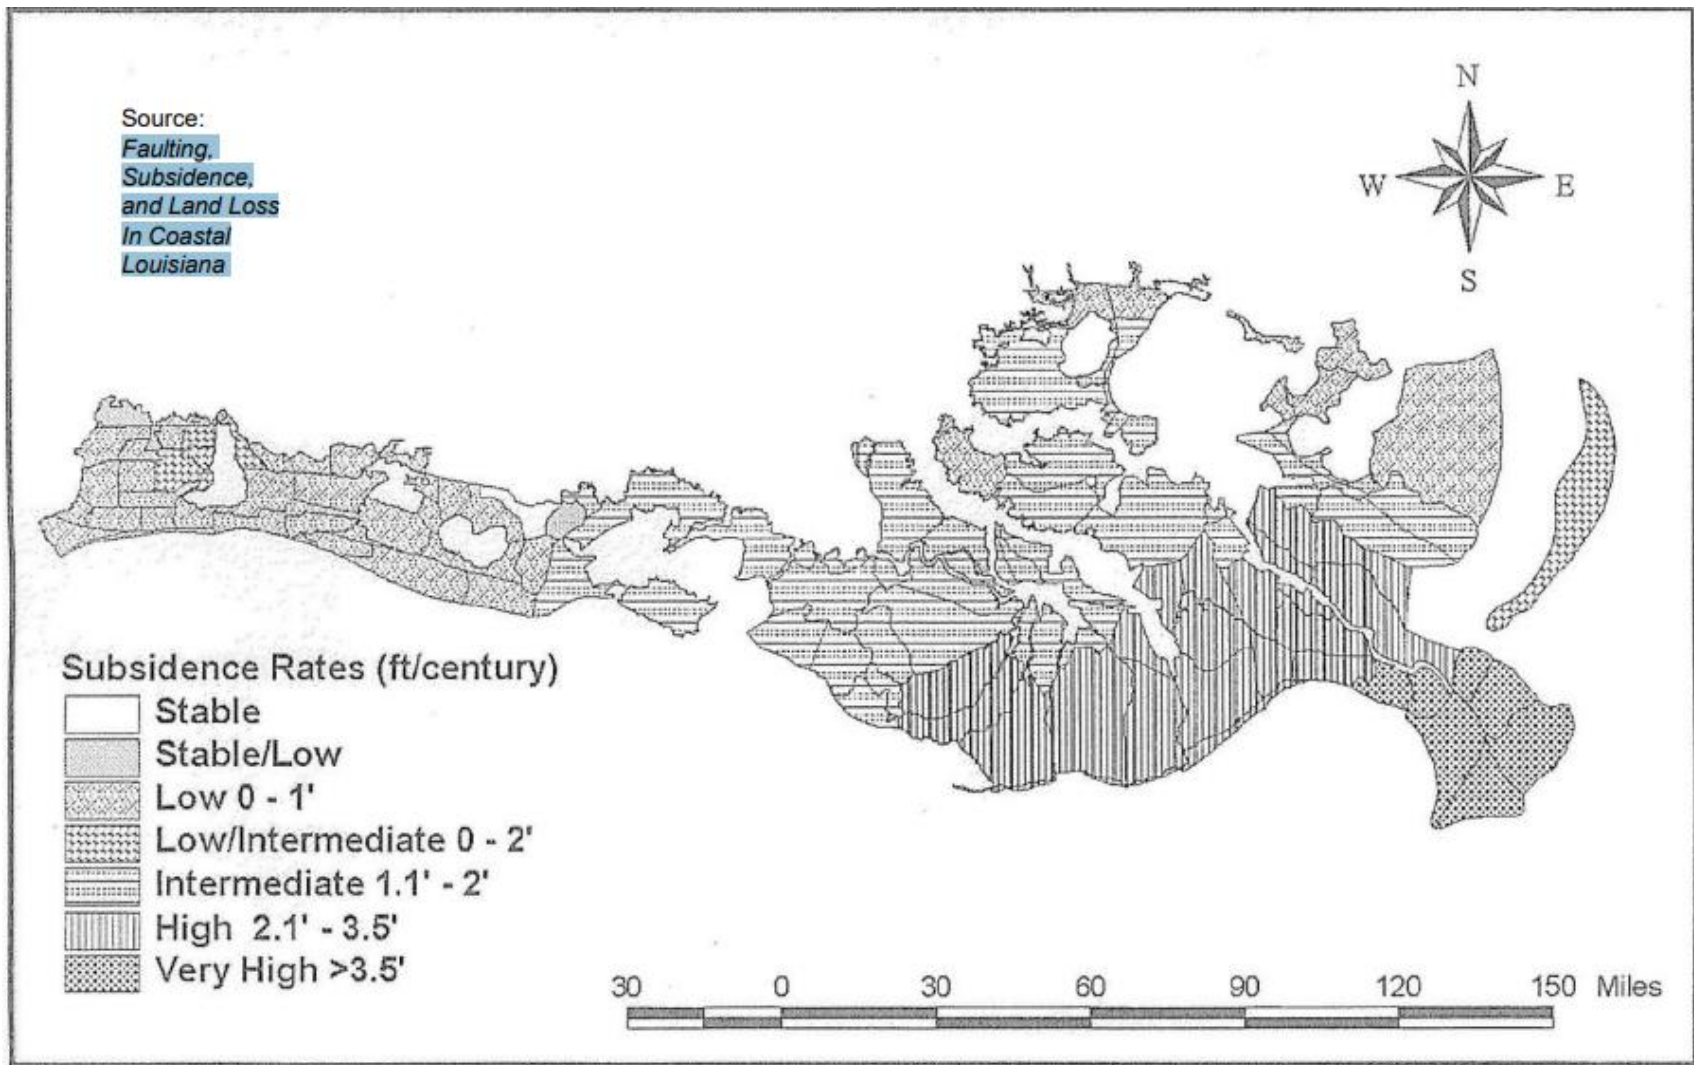 Source:
Faulting,
Subsidence,
and Land Loss
In Coastal
Louisiana
N
W
E
S
Subsidence Rates (ft/century)
Stable
Stable/Low
Low 0 - 1'
Low/Intermediate 0 - 2'
Intermediate 1.1' - 2'
High 2.1' - 3.5'
Very High >3.5'
30 0 30 60 90 120 150 Miles